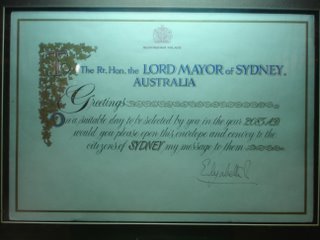 BUCKINGHAM PALACE
To The Rt. Hon. the LORD MAYOR of SYDNEY.
AUSTRALIA
Greetings
On a suitable day to be selected by you in the year 2085 AD
would you please open this envelope and convey to the
citizens of SYDNEY my message to them
Elizabeth R